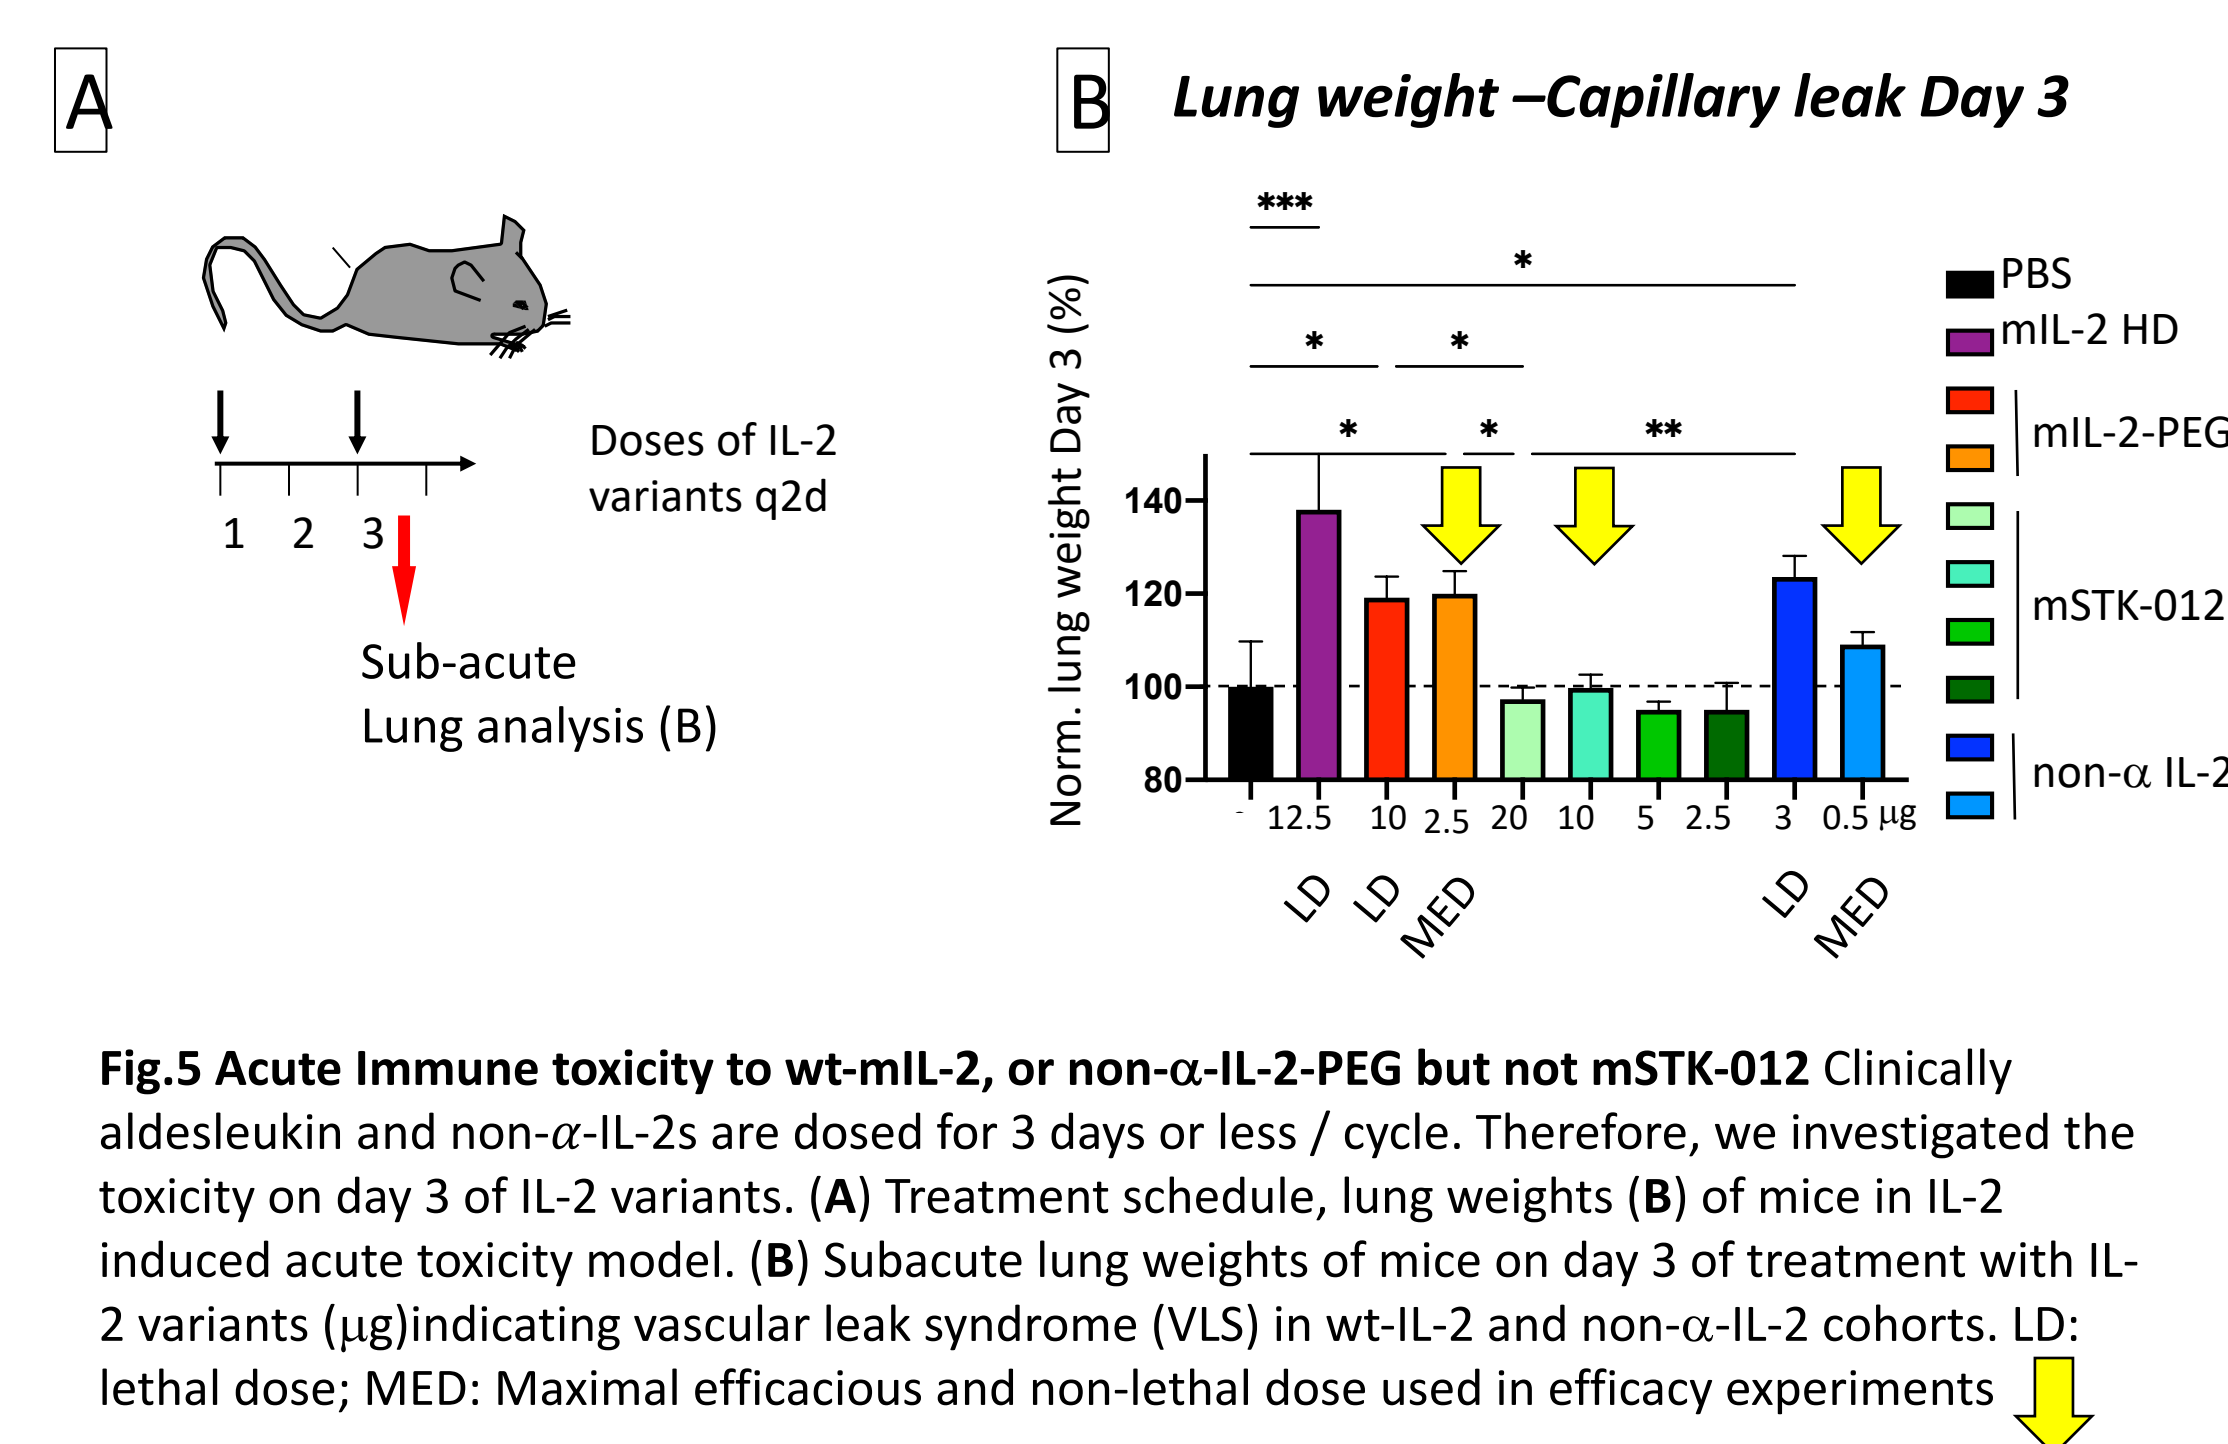 A
Doses of IL-2
variants q2d
1 2 3
Sub-acute
Lung analysis (B)
B
Lung weight –Capillary leak Day 3
Norm. lung weight Day 3 (%)
***
*
* *
* * **
140
120
100
80
12.5 10 2.5 20 10 5 2.5 3 0.5 µg
LD LD MED LD MED
PBS
mIL-2 HD
mIL-2-PEG
mSTK-012
non-α IL-2
Fig.5 Acute Immune toxicity to wt-mIL-2, or non-α-IL-2-PEG but not mSTK-012 Clinically
aldesleukin and non-α-IL-2s are dosed for 3 days or less / cycle. Therefore, we investigated the
toxicity on day 3 of IL-2 variants. (A) Treatment schedule, lung weights (B) of mice in IL-2
induced acute toxicity model. (B) Subacute lung weights of mice on day 3 of treatment with IL-
2 variants (µg)indicating vascular leak syndrome (VLS) in wt-IL-2 and non-α-IL-2 cohorts. LD:
lethal dose; MED: Maximal efficacious and non-lethal dose used in efficacy experiments